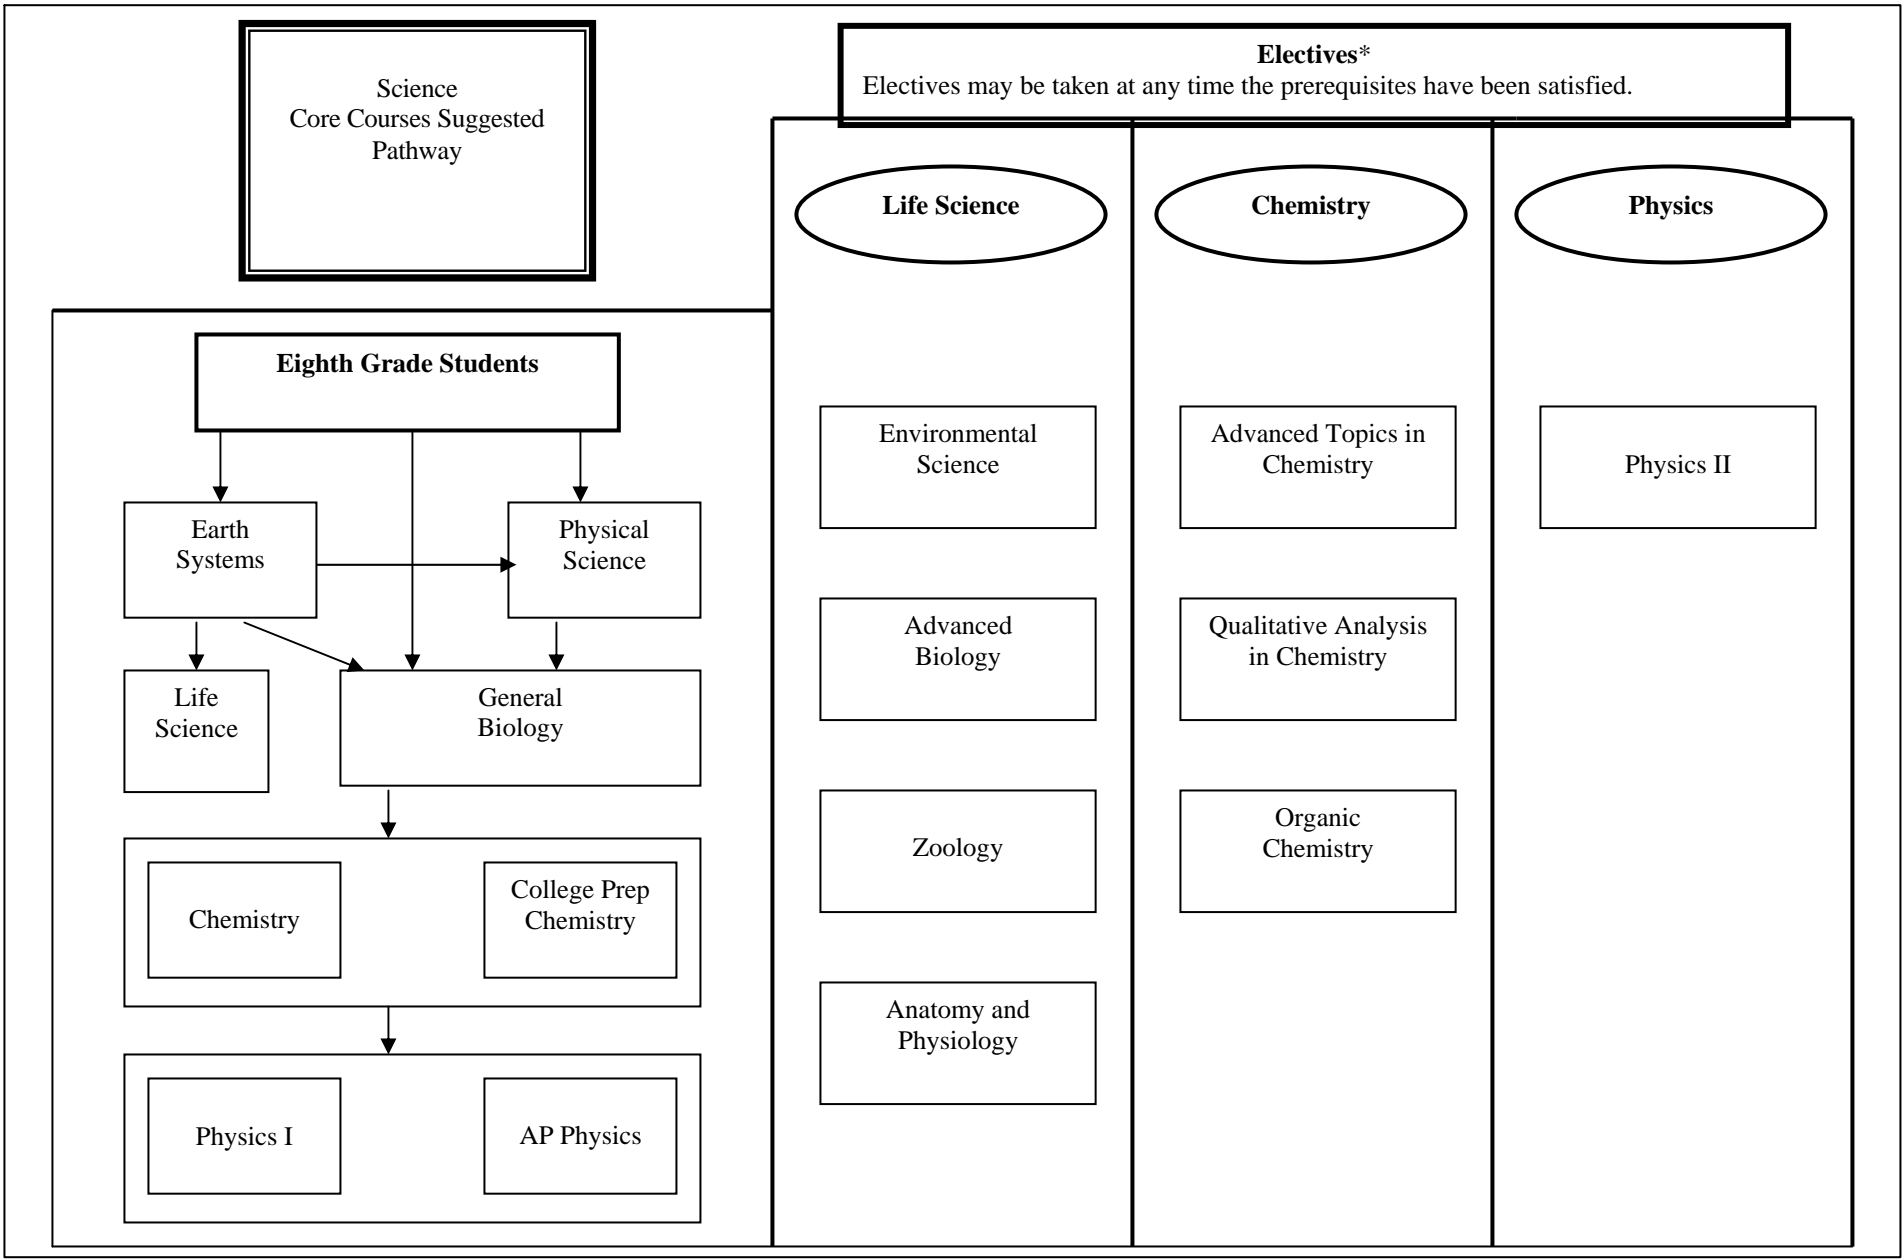 Science
Core Courses Suggested
Pathway
Electives*
Electives may be taken at any time the prerequisites have been satisfied.
Life Science
Chemistry
Physics
Eighth Grade Students
Earth
Systems
Physical
Science
Life
Science
General
Biology
Chemistry
College Prep
Chemistry
Physics I
AP Physics
Environmental
Science
Advanced
Biology
Zoology
Anatomy and
Physiology
Advanced Topics in
Chemistry
Qualitative Analysis
in Chemistry
Organic
Chemistry
Physics II